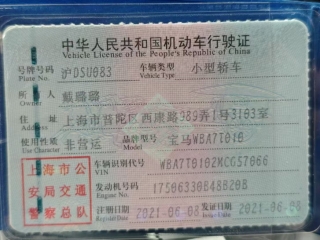 中华人民共和国机动车行驶证
Vehicle License of the People's Republic of China
号牌号码 沪DSU083 车辆类型 小型轿车
Plate No. Vehicle Type
所有人 戴璐璐
Owner
住址 上海市普陀区西康路989弄1号3103室
Address
使用性质 非营运 品牌型号 宝马WBA7T010
Use Character Model
上海市公 车辆识别代号 WBA7T0102KCG57066
VIN
安局交通 发动机号码 17506330B48B20B
Engine No.
警察总队 注册日期 2021-06-08 发证日期 2021-06-08
Register Date Issue Date